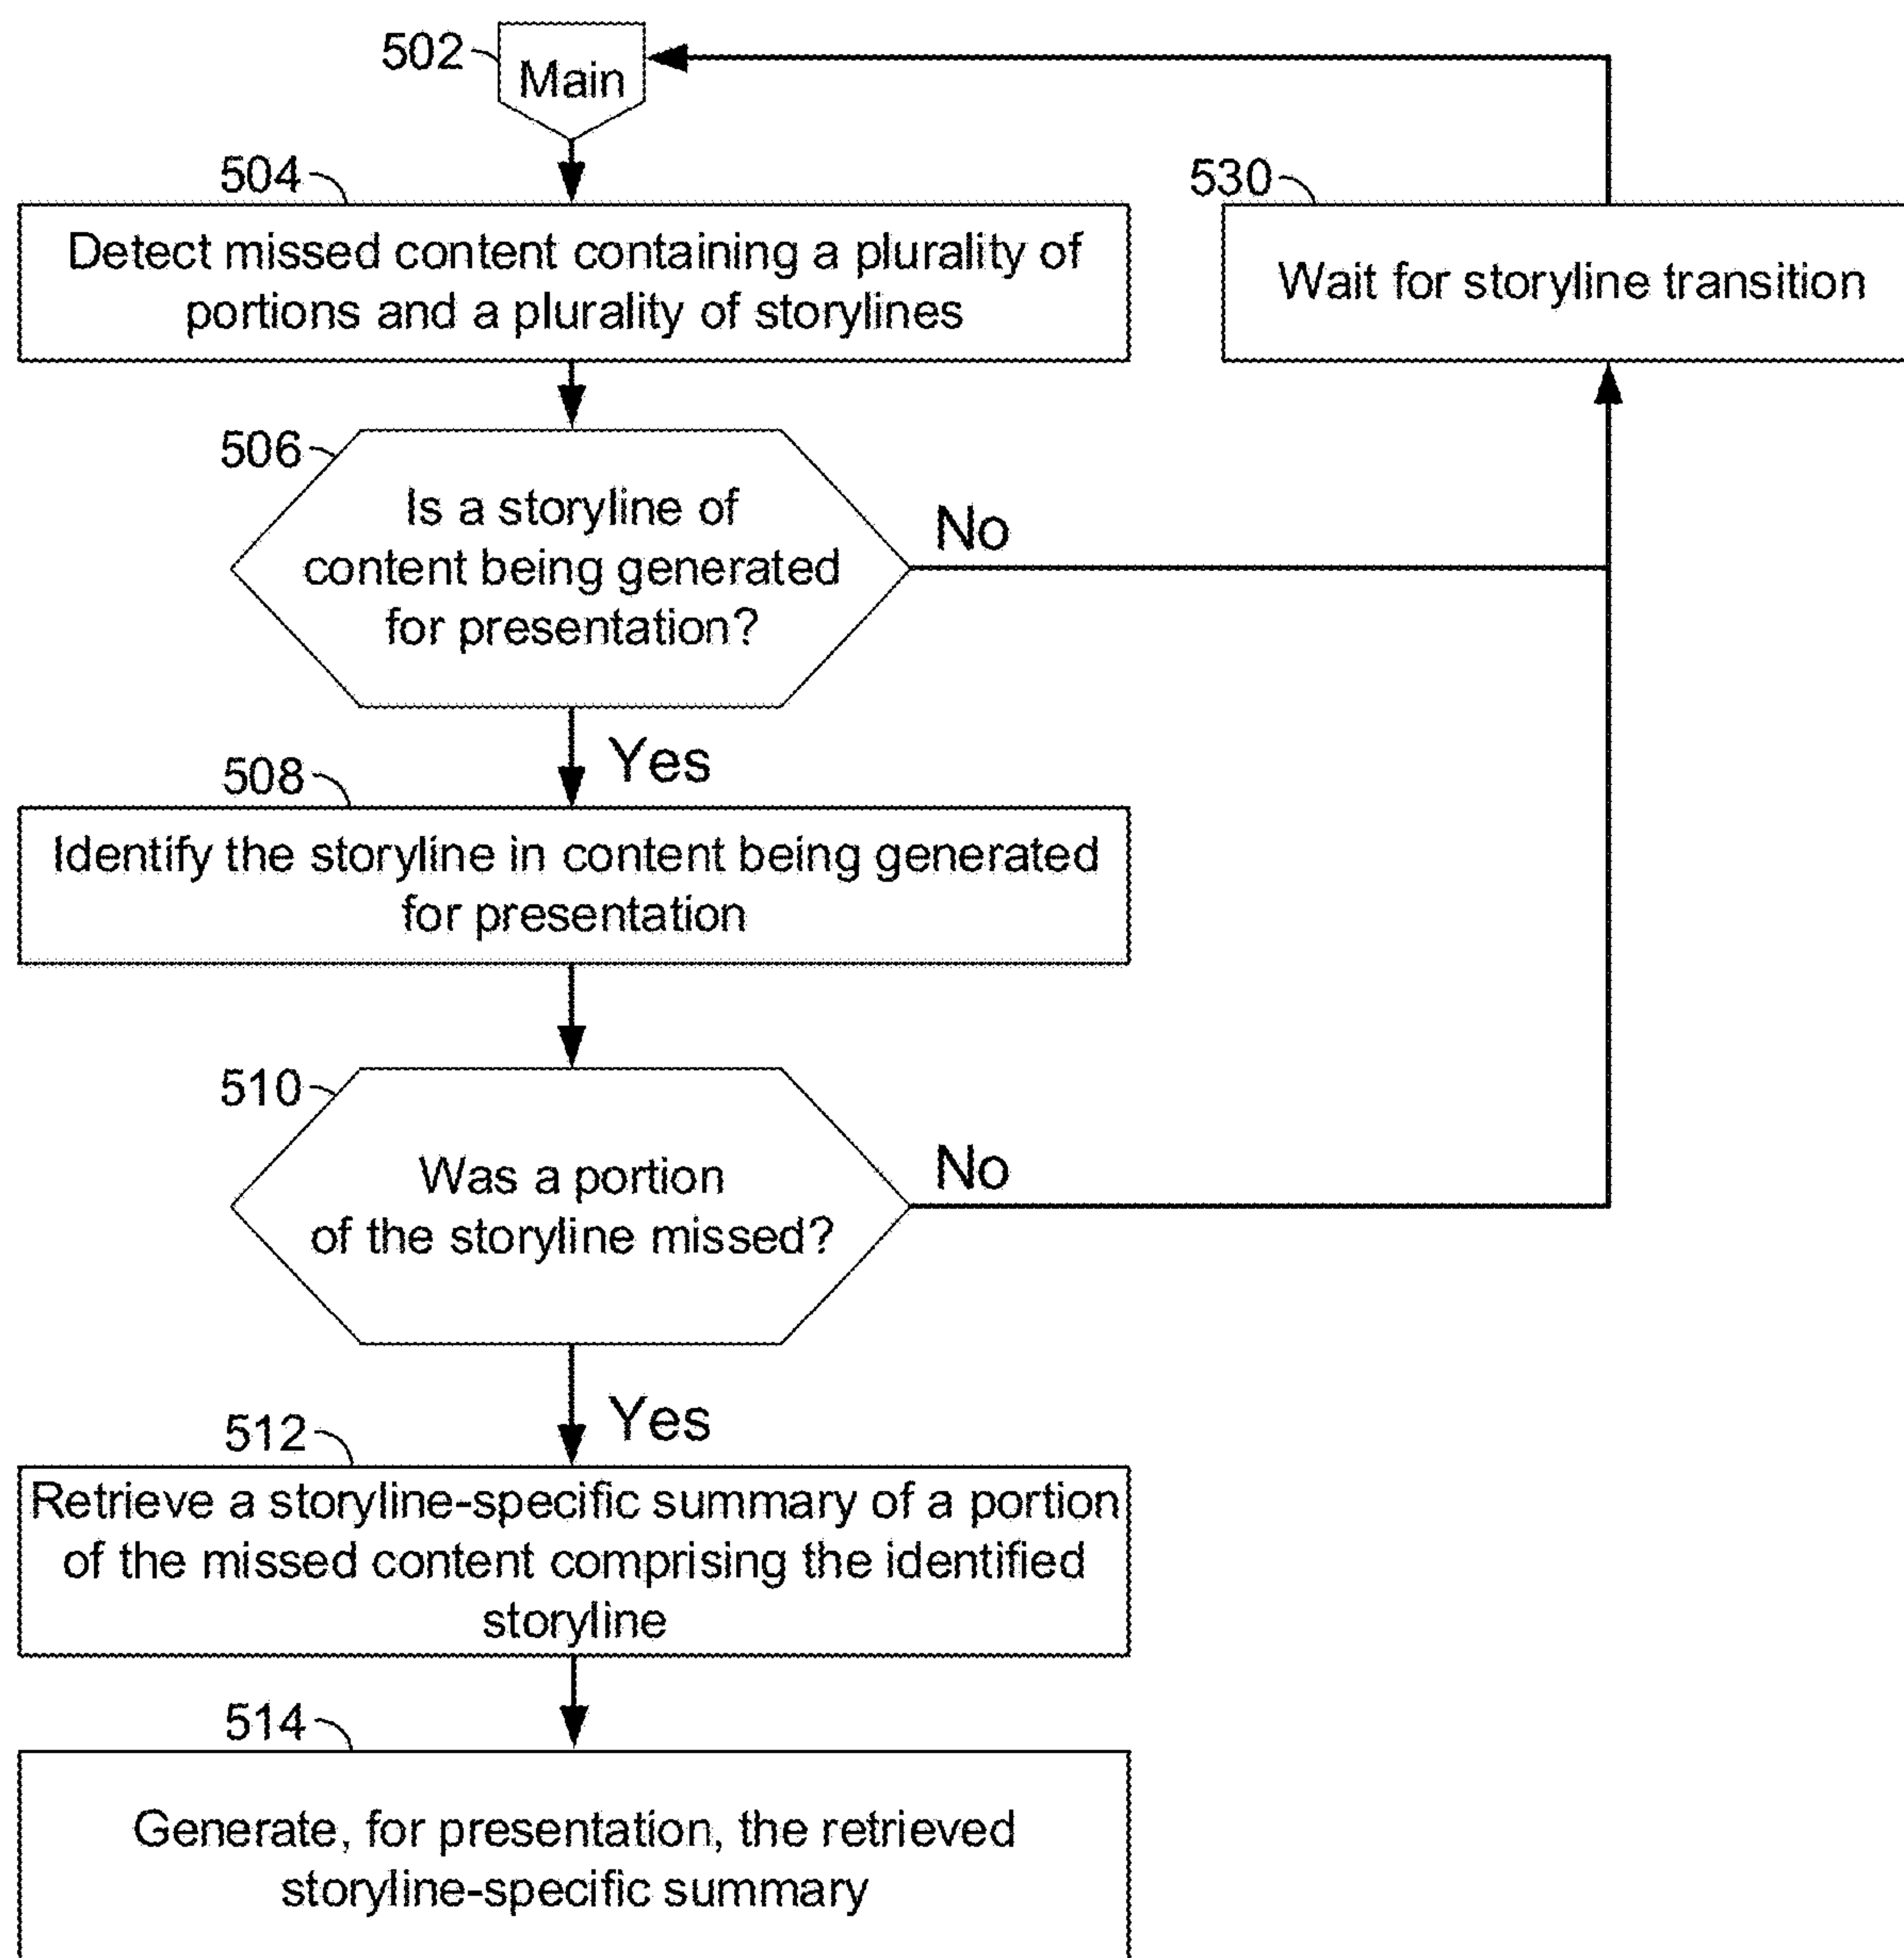 502
Main
504
Detect missed content containing a plurality of
portions and a plurality of storylines
530
Wait for storyline transition
506
Is a storyline of
content being generated
for presentation?
No
Yes
508
Identify the storyline in content being generated
for presentation
510
Was a portion
of the storyline missed?
No
Yes
512
Retrieve a storyline-specific summary of a portion
of the missed content comprising the identified
storyline
514
Generate, for presentation, the retrieved
storyline-specific summary